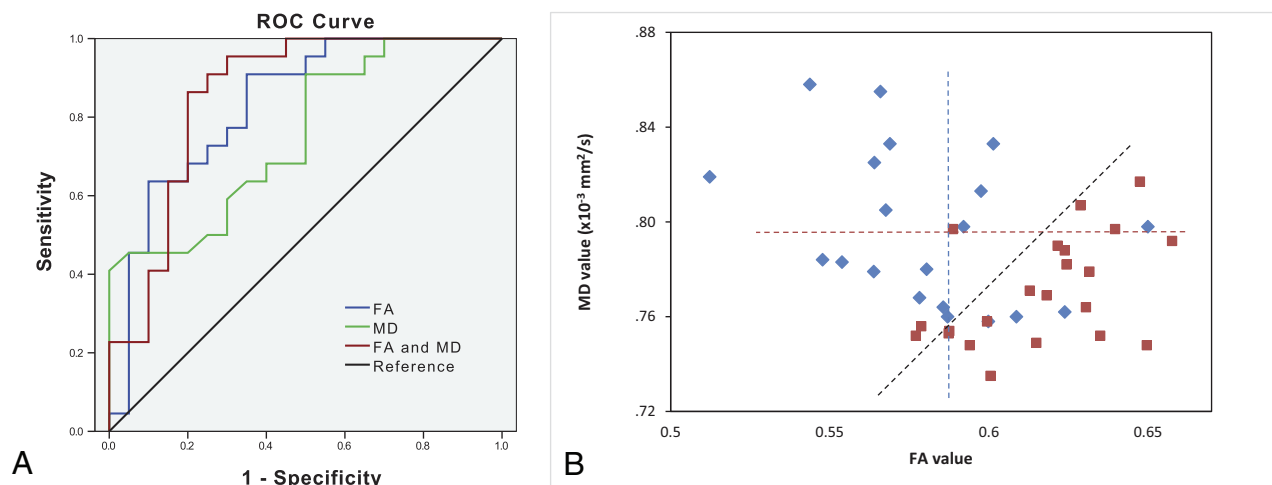 ROC Curve
1.0
0.8
0.6
0.4
0.2
0.0
Sensitivity
FA
MD
FA and MD
Reference
0.0 0.2 0.4 0.6 0.8 1.0
1 - Specificity
A
.88
.84
.80
.76
.72
MD value (x10⁻³ mm²/s)
0.5 0.55 0.6 0.65
FA value
B